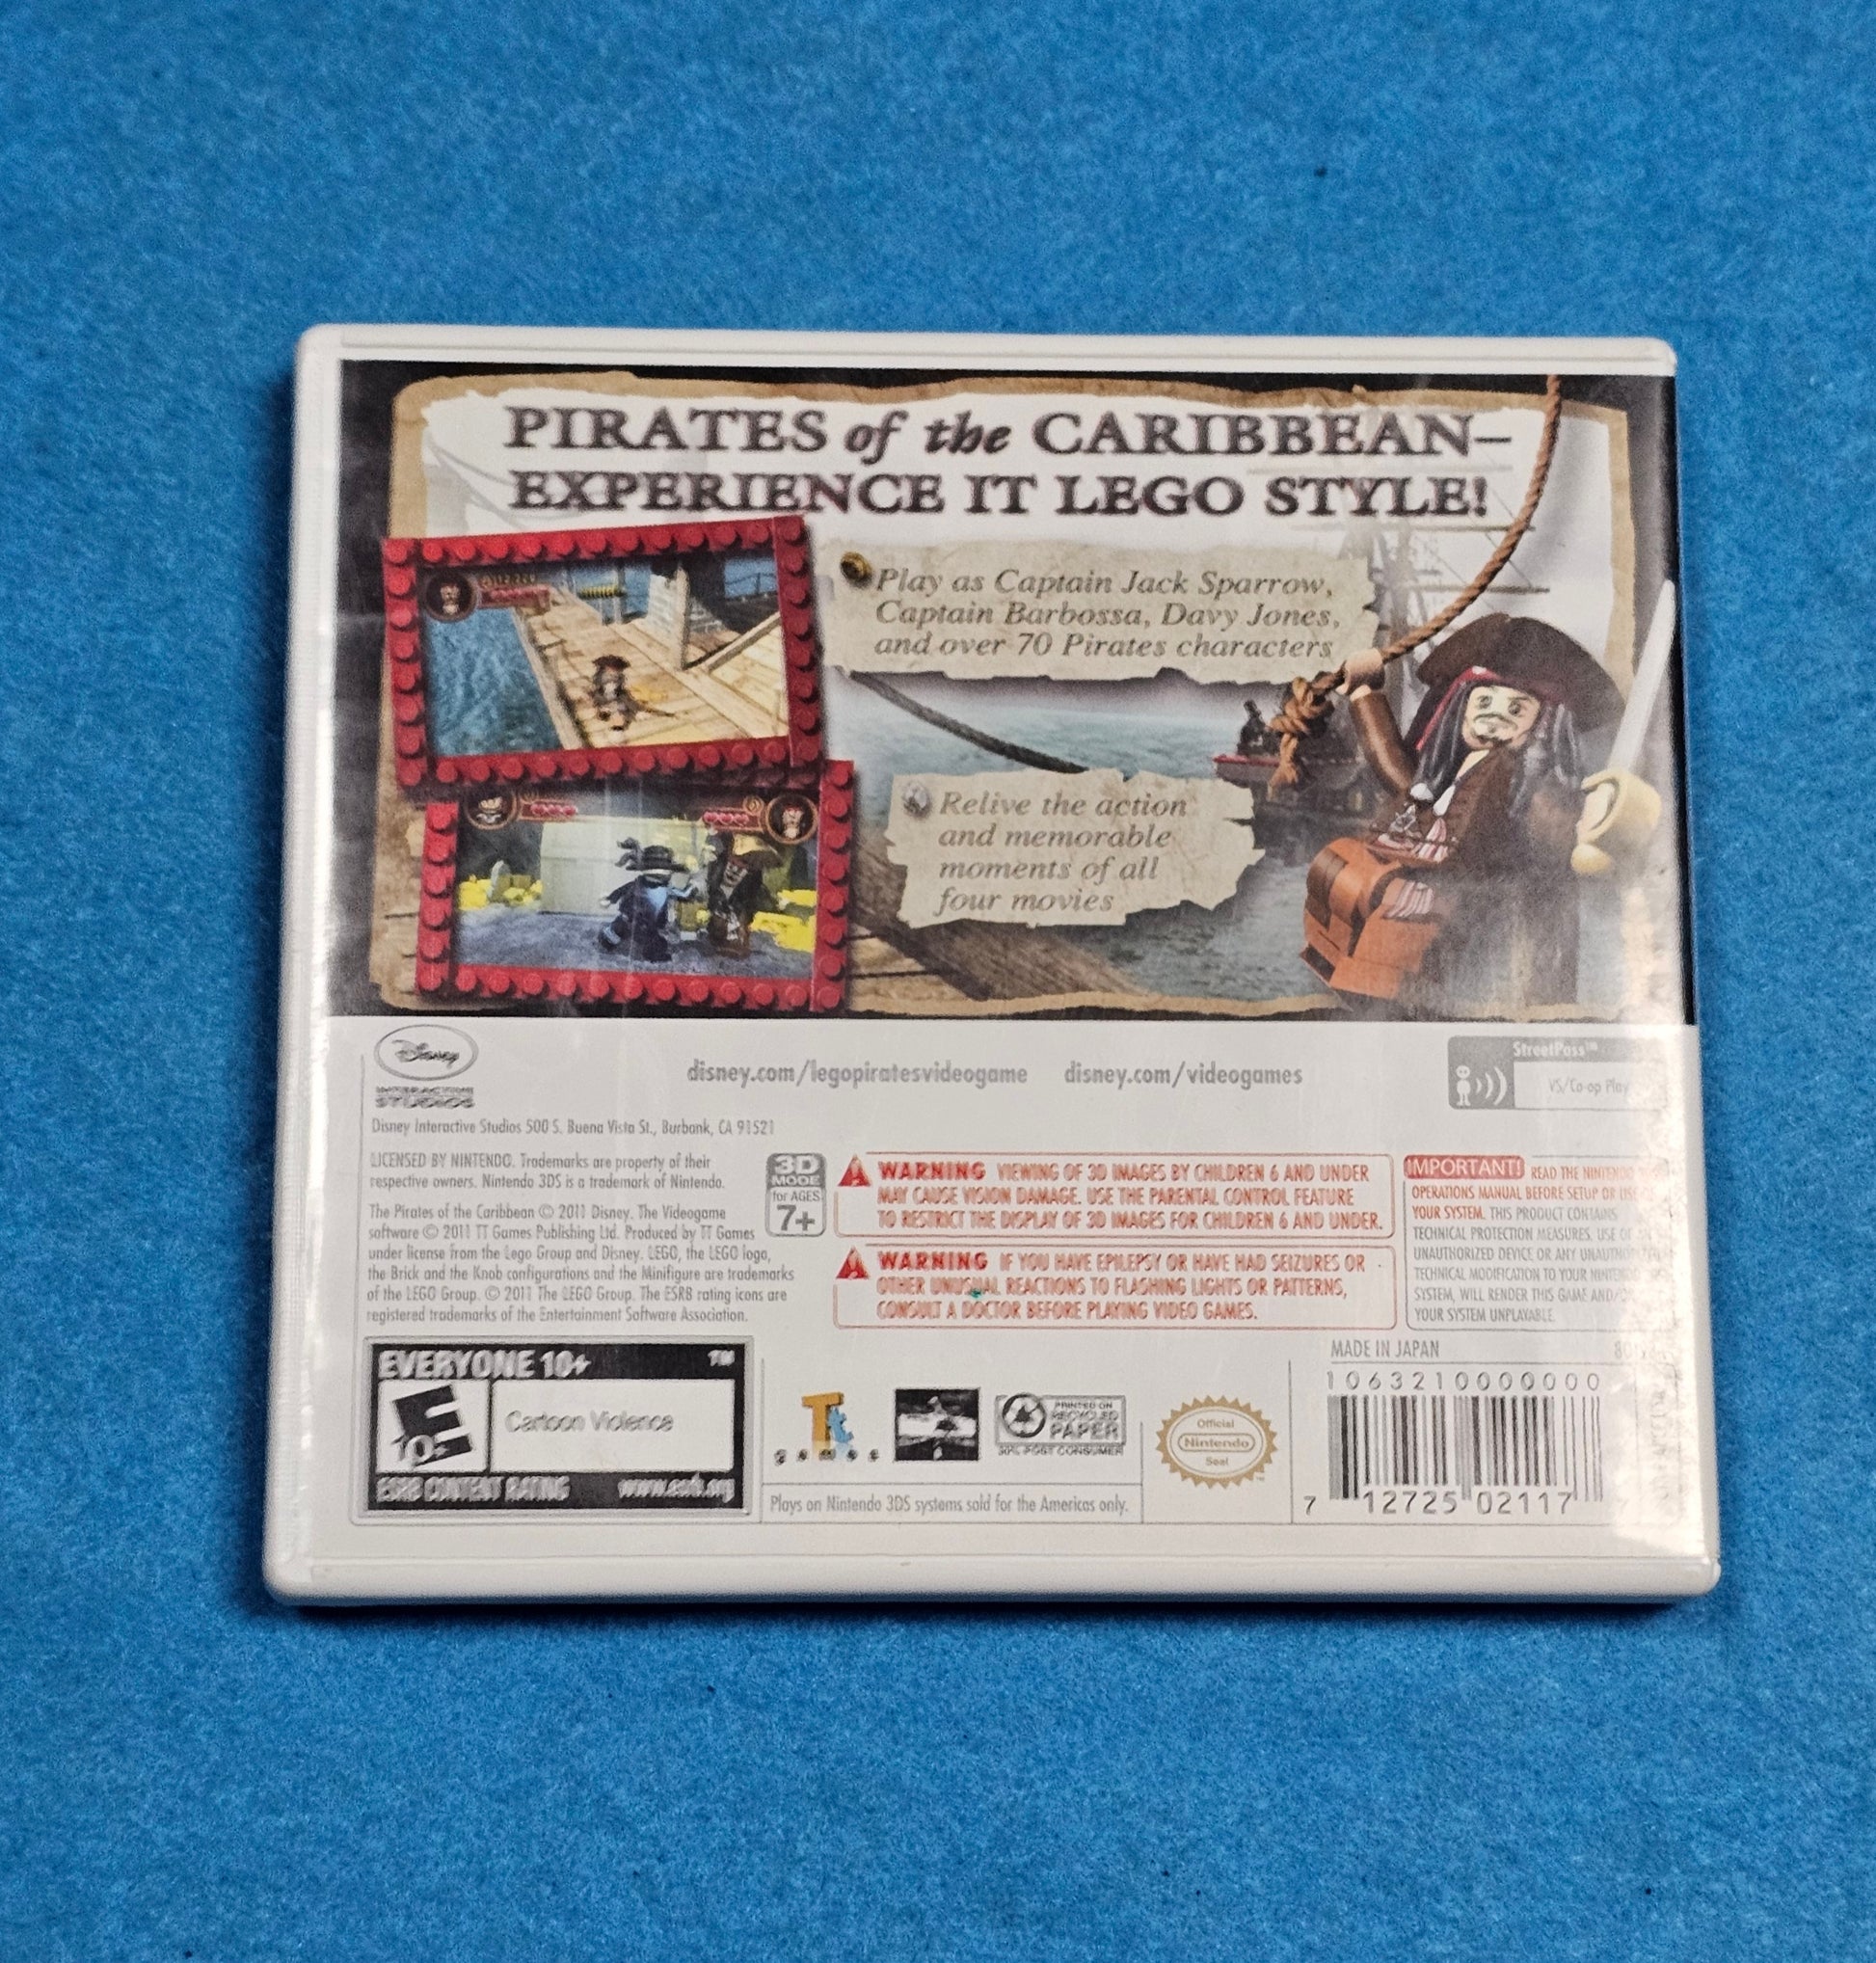 PIRATES of the CARIBBEAN–
EXPERIENCE IT LEGO STYLE!
Play as Captain Jack Sparrow,
Captain Barbossa, Davy Jones,
and over 70 Pirates characters
Relive the action
and memorable
moments of all
four movies
Disney
INTERACTIVE
STUDIOS
disney.com/legopiratesvideogame disney.com/videogames
StreetPass™
VS/Co-op Play
Disney Interactive Studios 500 S. Buena Vista St., Burbank, CA 91521
LICENSED BY NINTENDO. Trademarks are property of their
respective owners. Nintendo 3DS is a trademark of Nintendo.
The Pirates of the Caribbean © 2011 Disney. The Videogame
software © 2011 TT Games Publishing Ltd. Produced by TT Games
under license from the Lego Group and Disney. LEGO, the LEGO logo,
the Brick and the Knob configurations and the Minifigure are trademarks
of the LEGO Group. © 2011 The LEGO Group. The ESRB rating icons are
registered trademarks of the Entertainment Software Association.
3D
MODE
for AGES
7+
WARNING VIEWING OF 3D IMAGES BY CHILDREN 6 AND UNDER
MAY CAUSE VISION DAMAGE. USE THE PARENTAL CONTROL FEATURE
TO RESTRICT THE DISPLAY OF 3D IMAGES FOR CHILDREN 6 AND UNDER.
WARNING IF YOU HAVE EPILEPSY OR HAVE HAD SEIZURES OR
OTHER UNUSUAL REACTIONS TO FLASHING LIGHTS OR PATTERNS,
CONSULT A DOCTOR BEFORE PLAYING VIDEO GAMES.
IMPORTANT! READ THE NINTENDO
OPERATIONS MANUAL BEFORE SETUP OR USE
YOUR SYSTEM. THIS PRODUCT CONTAINS
TECHNICAL PROTECTION MEASURES. USE OF
UNAUTHORIZED DEVICE OR ANY
TECHNICAL MODIFICATION TO YOUR NINTENDO
SYSTEM, WILL RENDER THIS GAME AND/OR
YOUR SYSTEM UNPLAYABLE.
EVERYONE 10+ ™
E
10+
Cartoon Violence
ESRB CONTENT RATING www.esrb.org
Tt
games
PRINTED ON
RECYCLED
PAPER
30% POST CONSUMER
Official
Nintendo
Seal
Plays on Nintendo 3DS systems sold for the Americas only.
MADE IN JAPAN
1063210000000
7 12725 02117